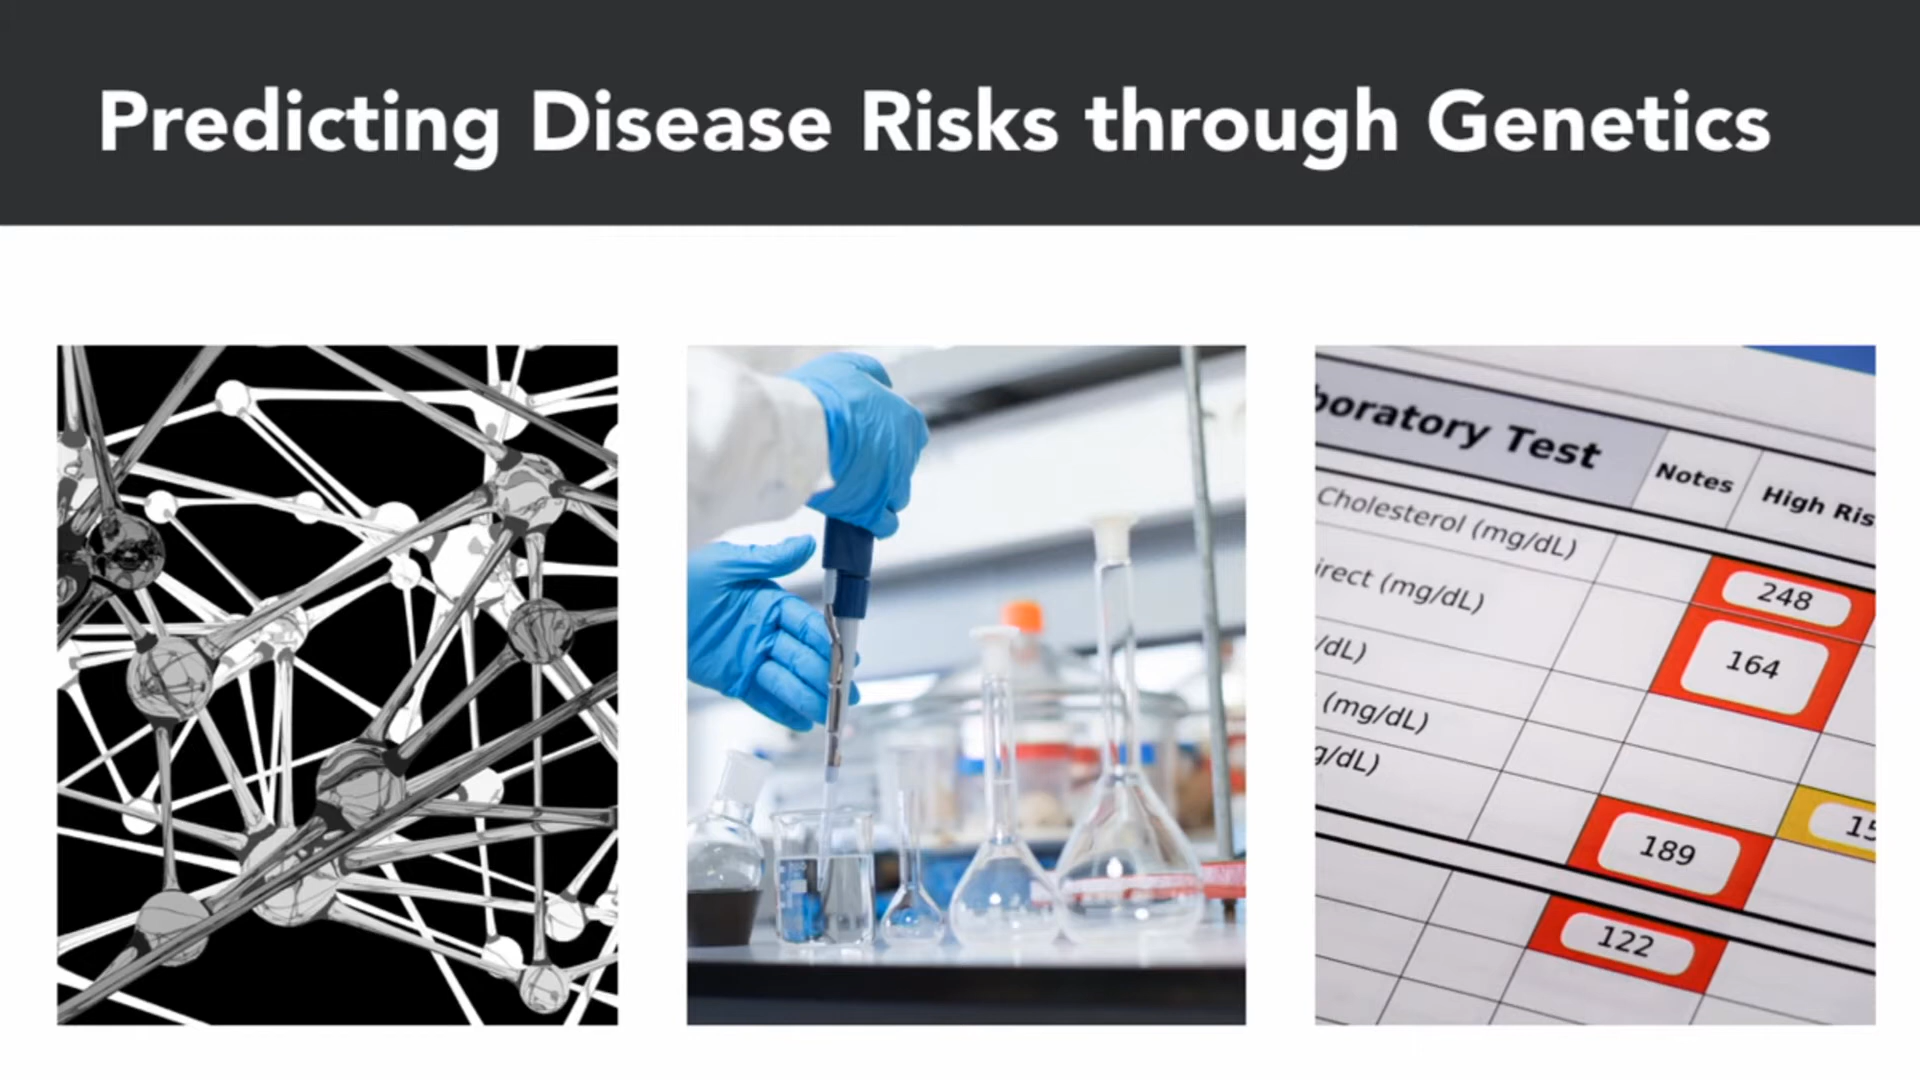 Predicting Disease Risks through Genetics
boratory Test
Notes
High Ris
Cholesterol (mg/dL)
248
irect (mg/dL)
164
/dL)
(mg/dL)
g/dL)
15
189
122